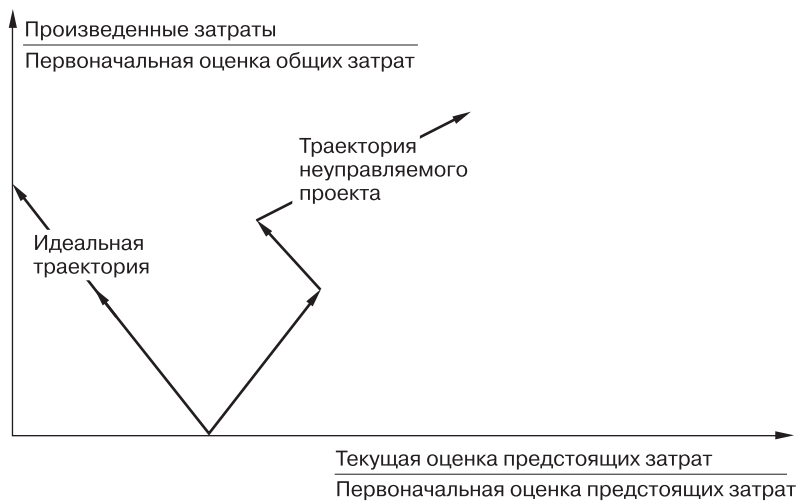 Произведенные затраты
Первоначальная оценка общих затрат
Траектория
неуправляемого
проекта
Идеальная
траектория
Текущая оценка предстоящих затрат
Первоначальная оценка предстоящих затрат